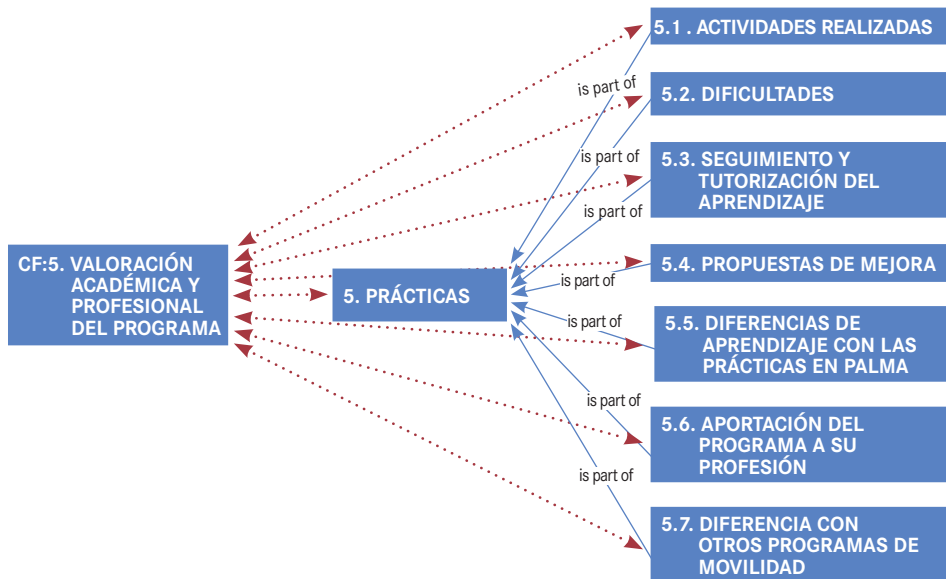 5.1 . ACTIVIDADES REALIZADAS
is part of
5.2. DIFICULTADES
is part of
5.3. SEGUIMIENTO Y
TUTORIZACIÓN DEL
APRENDIZAJE
is part of
CF:5. VALORACIÓN
ACADÉMICA Y
PROFESIONAL
DEL PROGRAMA
5. PRÁCTICAS
is part of
5.4. PROPUESTAS DE MEJORA
is part of
5.5. DIFERENCIAS DE
APRENDIZAJE CON LAS
PRÁCTICAS EN PALMA
is part of
5.6. APORTACIÓN DEL
PROGRAMA A SU
PROFESIÓN
is part of
5.7. DIFERENCIA CON
OTROS PROGRAMAS DE
MOVILIDAD